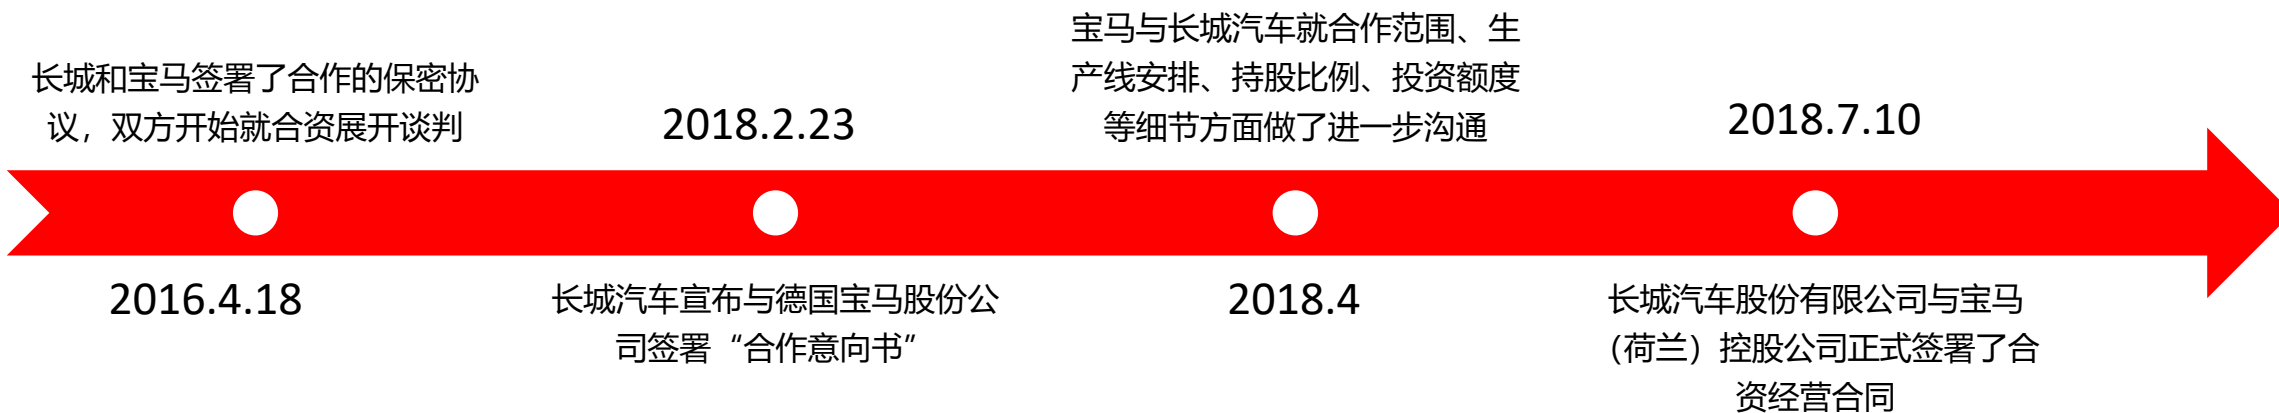 长城和宝马签署了合作的保密协
议，双方开始就合资展开谈判
2016.4.18
2018.2.23
长城汽车宣布与德国宝马股份公
司签署“合作意向书”
宝马与长城汽车就合作范围、生
产线安排、持股比例、投资额度
等细节方面做了进一步沟通
2018.4
2018.7.10
长城汽车股份有限公司与宝马
（荷兰）控股公司正式签署了合
资经营合同